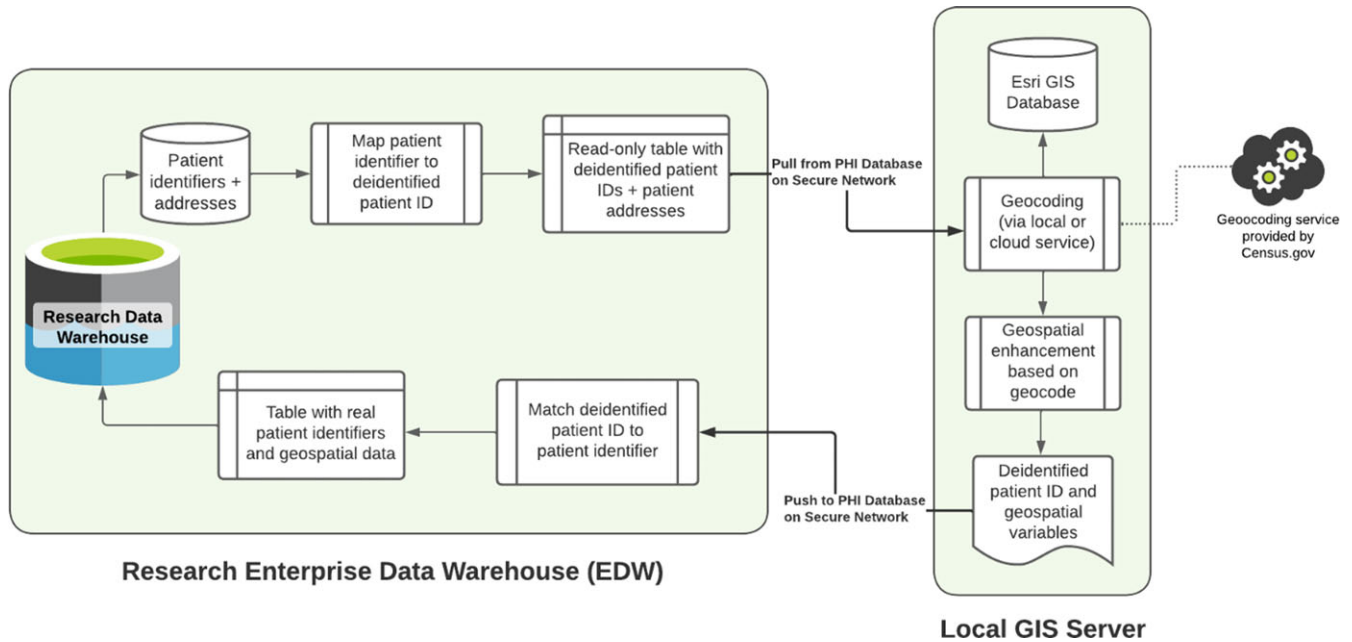 Patient
identifiers +
addresses
Map patient
identifier to
deidentified
patient ID
Read-only table with
deidentified patient
IDs + patient
addresses
Pull from PHI Database
on Secure Network
Esri GIS
Database
Geocoding
(via local or
cloud service)
Geoocoding service
provided by
Census.gov
Research Data
Warehouse
Geospatial
enhancement
based on
geocode
Table with real
patient identifiers
and geospatial data
Match deidentified
patient ID to
patient identifier
Push to PHI Database
on Secure Network
Deidentified
patient ID and
geospatial
variables
Research Enterprise Data Warehouse (EDW)
Local GIS Server